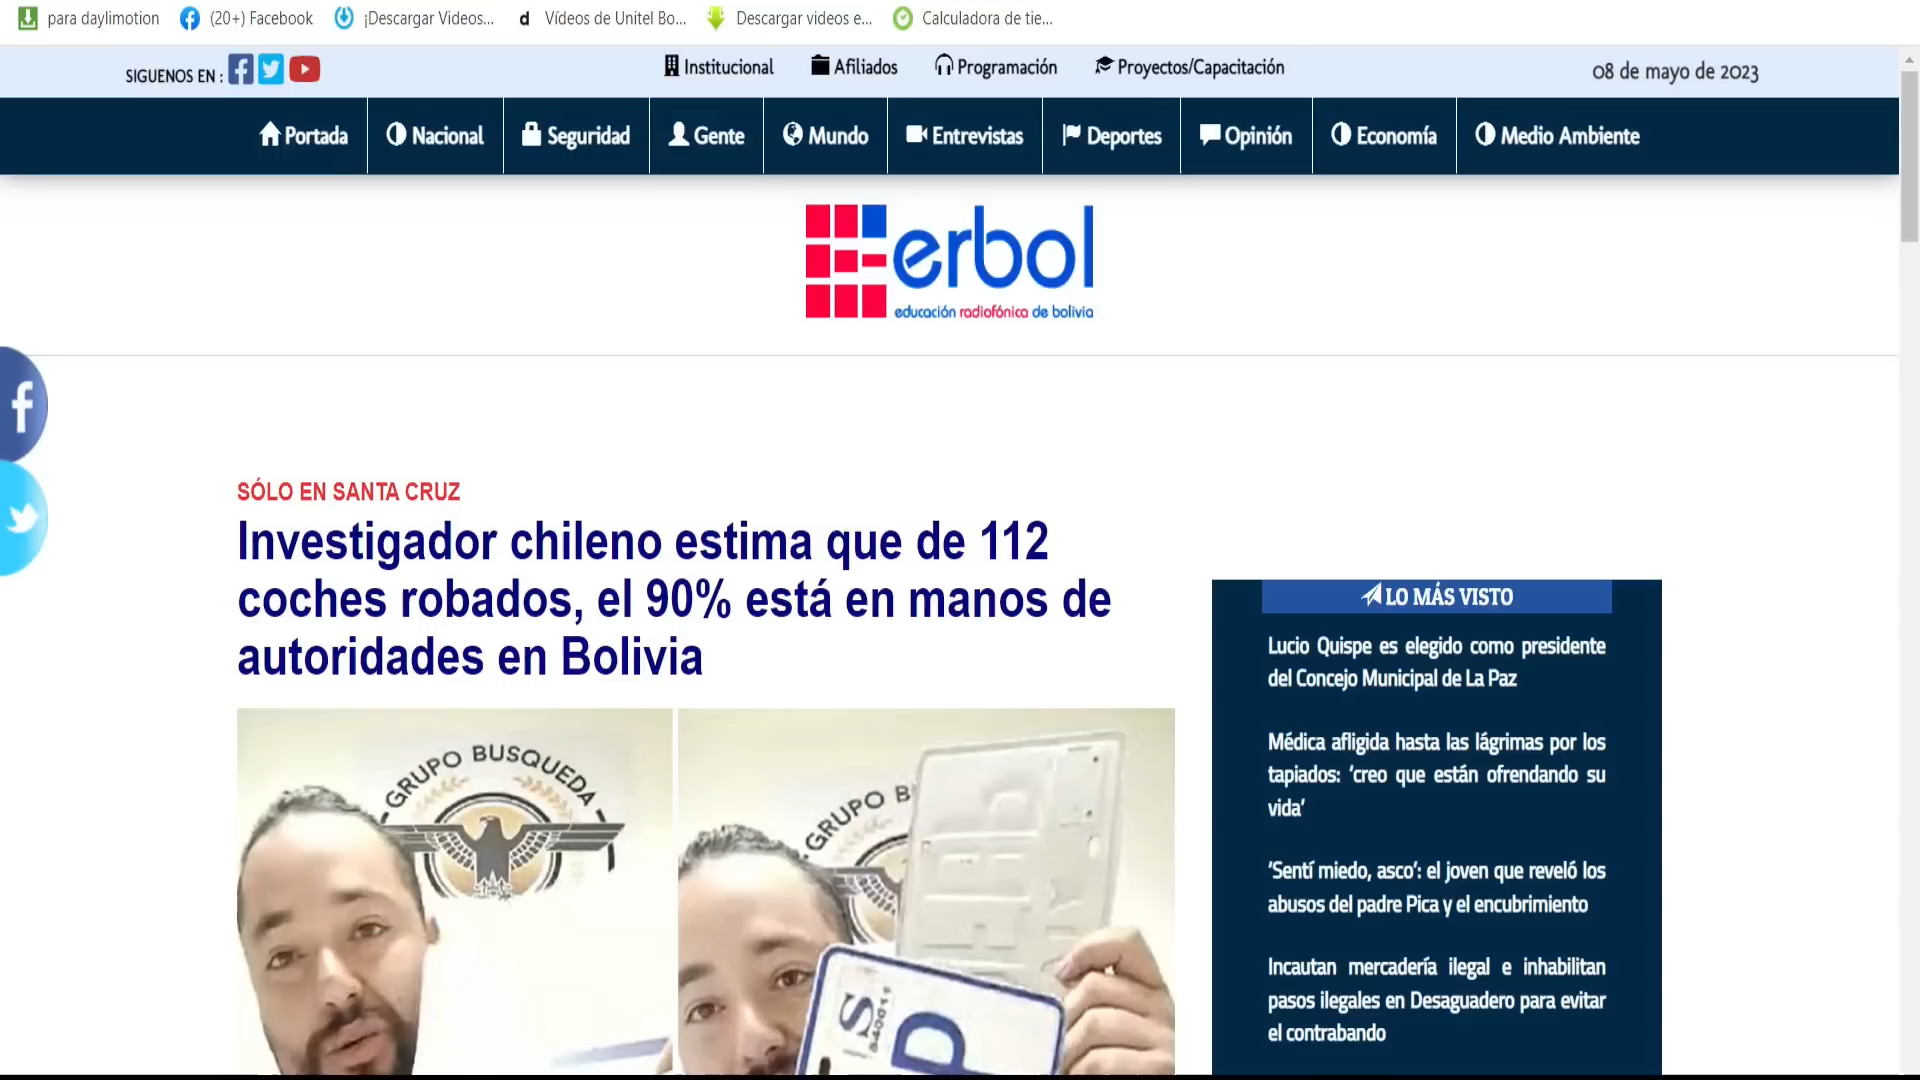 para daylimotion
(20+) Facebook
¡Descargar Videos...
Vídeos de Unitel Bo...
Descargar videos e...
Calculadora de tie...
SIGUENOS EN :
Institucional
Afiliados
Programación
Proyectos/Capacitación
08 de mayo de 2023
Portada
Nacional
Seguridad
Gente
Mundo
Entrevistas
Deportes
Opinión
Economía
Medio Ambiente
erbol
educación radiofónica de bolivia
SÓLO EN SANTA CRUZ
Investigador chileno estima que de 112
coches robados, el 90% está en manos de
autoridades en Bolivia
GRUPO BUSQUEDA
GRUPO B
LO MÁS VISTO
Lucio Quispe es elegido como presidente
del Concejo Municipal de La Paz
Médica afligida hasta las lágrimas por los
tapiados: ‘creo que están ofrendando su
vida’
‘Sentí miedo, asco’: el joven que reveló los
abusos del padre Pica y el encubrimiento
Incautan mercadería ilegal e inhabilitan
pasos ilegales en Desaguadero para evitar
el contrabando